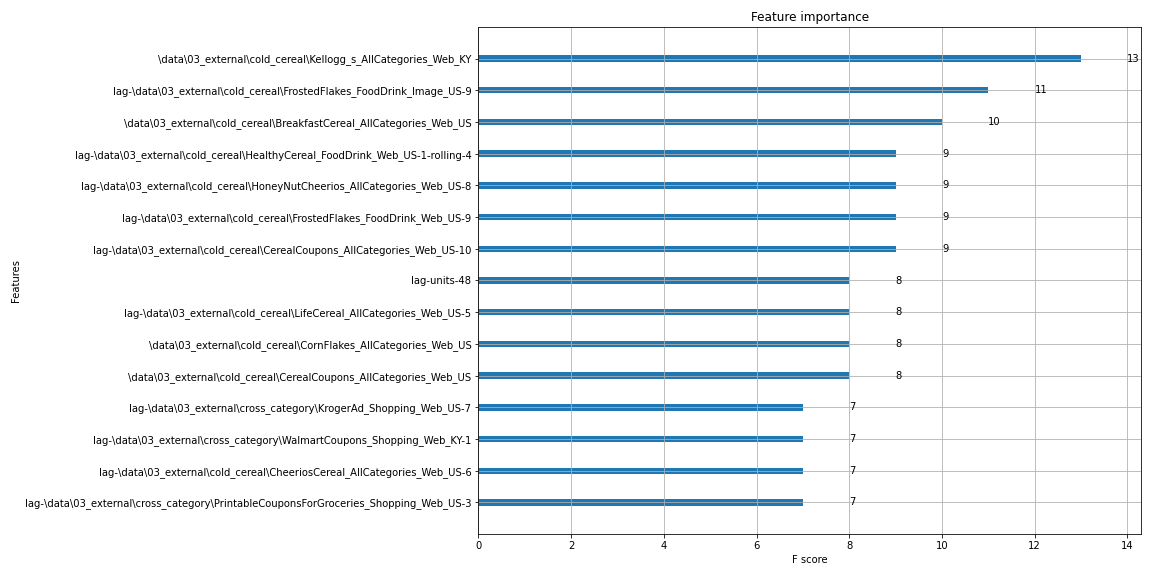 Feature importance
\data\03_external\cold_cereal\Kellogg_s_AllCategories_Web_KY 13
lag-\data\03_external\cold_cereal\FrostedFlakes_FoodDrink_Image_US-9 11
\data\03_external\cold_cereal\BreakfastCereal_AllCategories_Web_US 10
lag-\data\03_external\cold_cereal\HealthyCereal_FoodDrink_Web_US-1-rolling-4 9
lag-\data\03_external\cold_cereal\HoneyNutCheerios_AllCategories_Web_US-8 9
lag-\data\03_external\cold_cereal\FrostedFlakes_FoodDrink_Web_US-9 9
lag-\data\03_external\cold_cereal\CerealCoupons_AllCategories_Web_US-10 9
lag-units-48 8
lag-\data\03_external\cold_cereal\LifeCereal_AllCategories_Web_US-5 8
\data\03_external\cold_cereal\CornFlakes_AllCategories_Web_US 8
\data\03_external\cold_cereal\CerealCoupons_AllCategories_Web_US 8
lag-\data\03_external\cross_category\KrogerAd_Shopping_Web_US-7 7
lag-\data\03_external\cross_category\WalmartCoupons_Shopping_Web_KY-1 7
lag-\data\03_external\cold_cereal\CheeriosCereal_AllCategories_Web_US-6 7
lag-\data\03_external\cross_category\PrintableCouponsForGroceries_Shopping_Web_US-3 7
Features
0 2 4 6 8 10 12 14
F score